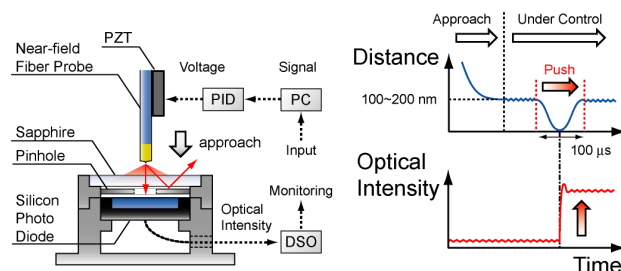 PZT
Near-field
Fiber Probe
Voltage
Signal
PID
PC
Sapphire
Pinhole
approach
Input
Silicon
Photo
Diode
Optical
Intensity
Monitoring
DSO
Approach
Under Control
Distance
Push
100~200 nm
100 µs
Optical
Intensity
Time